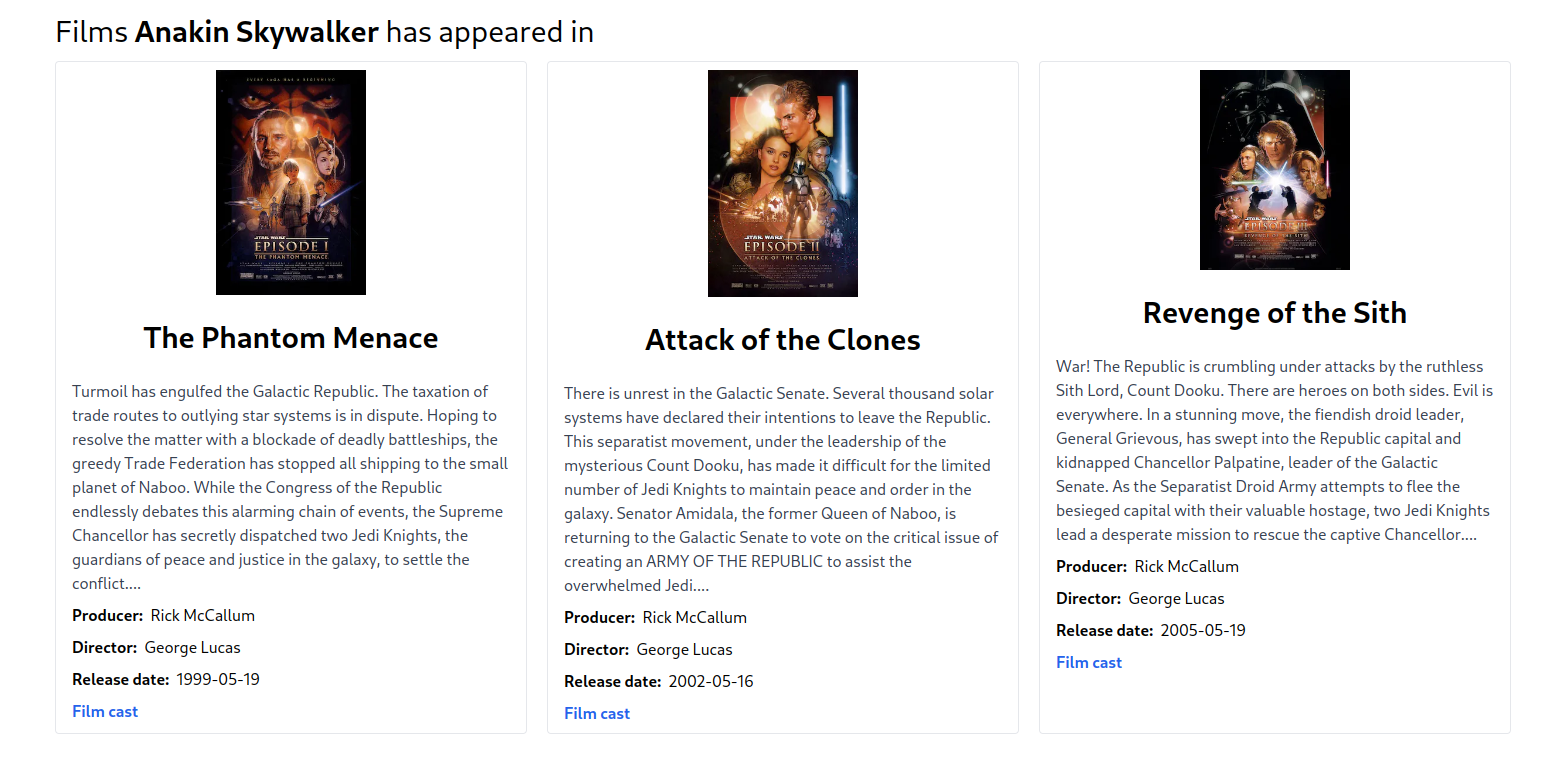 Films Anakin Skywalker has appeared in
EVERY SAGA HAS A BEGINNING
STAR WARS
EPISODE I
THE PHANTOM MENACE
The Phantom Menace
Turmoil has engulfed the Galactic Republic. The taxation of
trade routes to outlying star systems is in dispute. Hoping to
resolve the matter with a blockade of deadly battleships, the
greedy Trade Federation has stopped all shipping to the small
planet of Naboo. While the Congress of the Republic
endlessly debates this alarming chain of events, the Supreme
Chancellor has secretly dispatched two Jedi Knights, the
guardians of peace and justice in the galaxy, to settle the
conflict....
Producer: Rick McCallum
Director: George Lucas
Release date: 1999-05-19
Film cast
STAR WARS
EPISODE II
ATTACK OF THE CLONES
Attack of the Clones
There is unrest in the Galactic Senate. Several thousand solar
systems have declared their intentions to leave the Republic.
This separatist movement, under the leadership of the
mysterious Count Dooku, has made it difficult for the limited
number of Jedi Knights to maintain peace and order in the
galaxy. Senator Amidala, the former Queen of Naboo, is
returning to the Galactic Senate to vote on the critical issue of
creating an ARMY OF THE REPUBLIC to assist the
overwhelmed Jedi....
Producer: Rick McCallum
Director: George Lucas
Release date: 2002-05-16
Film cast
STAR WARS
EPISODE III
REVENGE OF THE SITH
Revenge of the Sith
War! The Republic is crumbling under attacks by the ruthless
Sith Lord, Count Dooku. There are heroes on both sides. Evil is
everywhere. In a stunning move, the fiendish droid leader,
General Grievous, has swept into the Republic capital and
kidnapped Chancellor Palpatine, leader of the Galactic
Senate. As the Separatist Droid Army attempts to flee the
besieged capital with their valuable hostage, two Jedi Knights
lead a desperate mission to rescue the captive Chancellor....
Producer: Rick McCallum
Director: George Lucas
Release date: 2005-05-19
Film cast